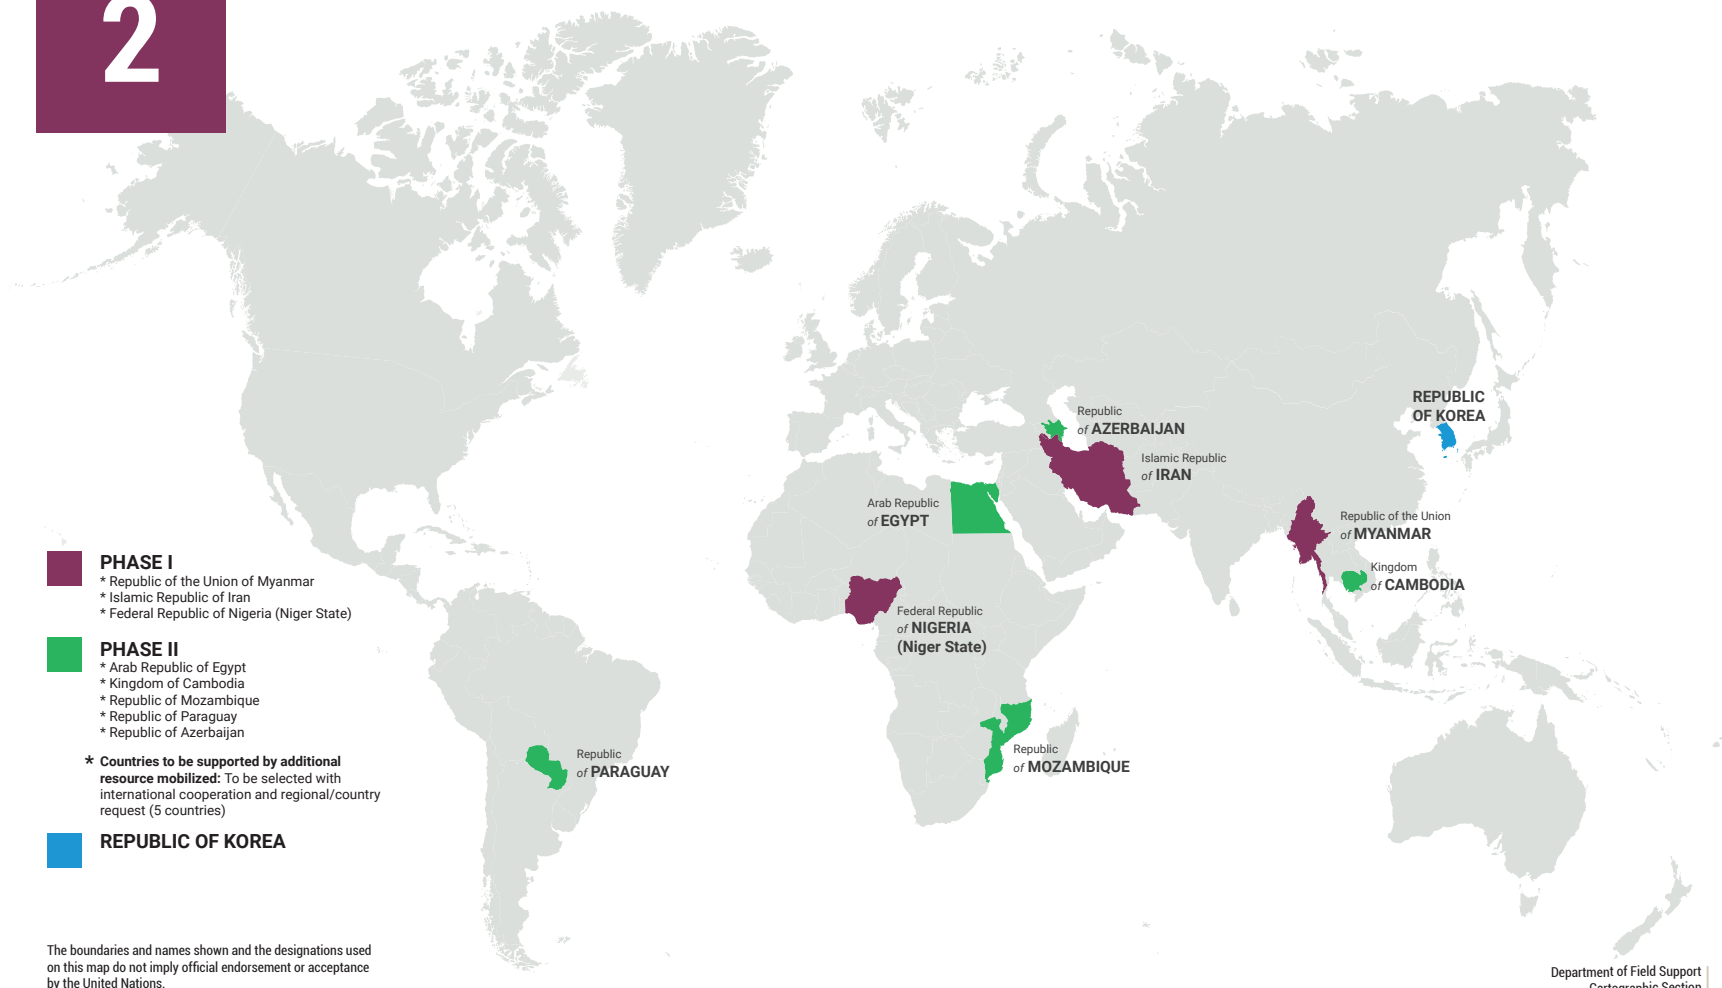 2
REPUBLIC
OF KOREA
Republic
of AZERBAIJAN
Islamic Republic
of IRAN
Arab Republic
of EGYPT
Republic of the Union
of MYANMAR
Kingdom
of CAMBODIA
Federal Republic
of NIGERIA
(Niger State)
Republic
of MOZAMBIQUE
Republic
of PARAGUAY
PHASE I
* Republic of the Union of Myanmar
* Islamic Republic of Iran
* Federal Republic of Nigeria (Niger State)
PHASE II
* Arab Republic of Egypt
* Kingdom of Cambodia
* Republic of Mozambique
* Republic of Paraguay
* Republic of Azerbaijan
* Countries to be supported by additional
resource mobilized: To be selected with
international cooperation and regional/country
request (5 countries)
REPUBLIC OF KOREA
The boundaries and names shown and the designations used
on this map do not imply official endorsement or acceptance
by the United Nations.
Department of Field Support
Cartographic Section